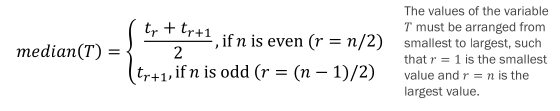 median(T) = { (t_r + t_{r+1})/2, if n is even (r = n/2)
t_{r+1}, if n is odd (r = (n − 1)/2)
The values of the variable
T must be arranged from
smallest to largest, such
that r = 1 is the smallest
value and r = n is the
largest value.